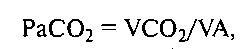 PaCO₂ = VCO₂/VA,